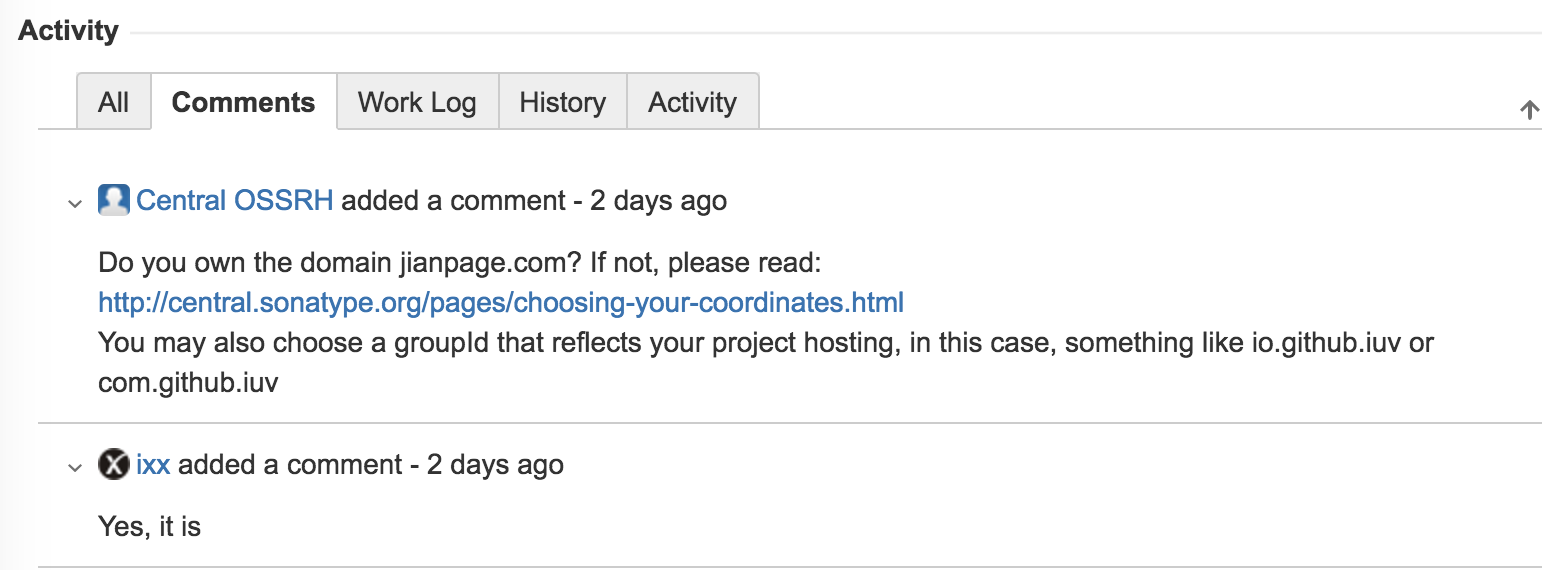 Activity
All Comments Work Log History Activity
Central OSSRH added a comment - 2 days ago
Do you own the domain jianpage.com? If not, please read:
http://central.sonatype.org/pages/choosing-your-coordinates.html
You may also choose a groupId that reflects your project hosting, in this case, something like io.github.iuv or
com.github.iuv
ixx added a comment - 2 days ago
Yes, it is